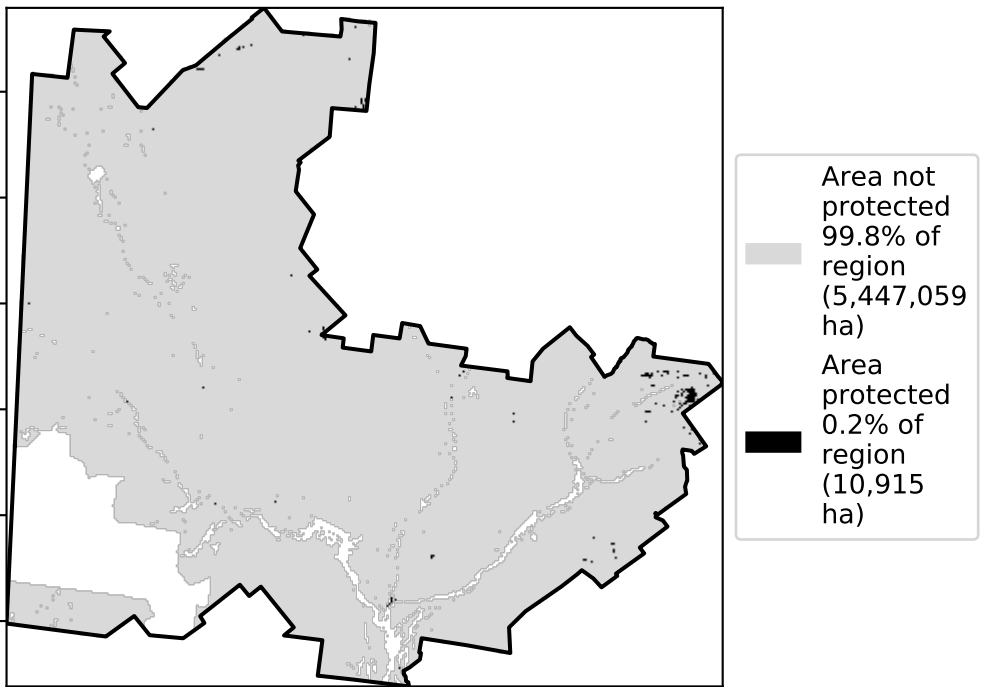 Area not
protected
99.8% of
region
(5,447,059
ha)
Area
protected
0.2% of
region
(10,915
ha)